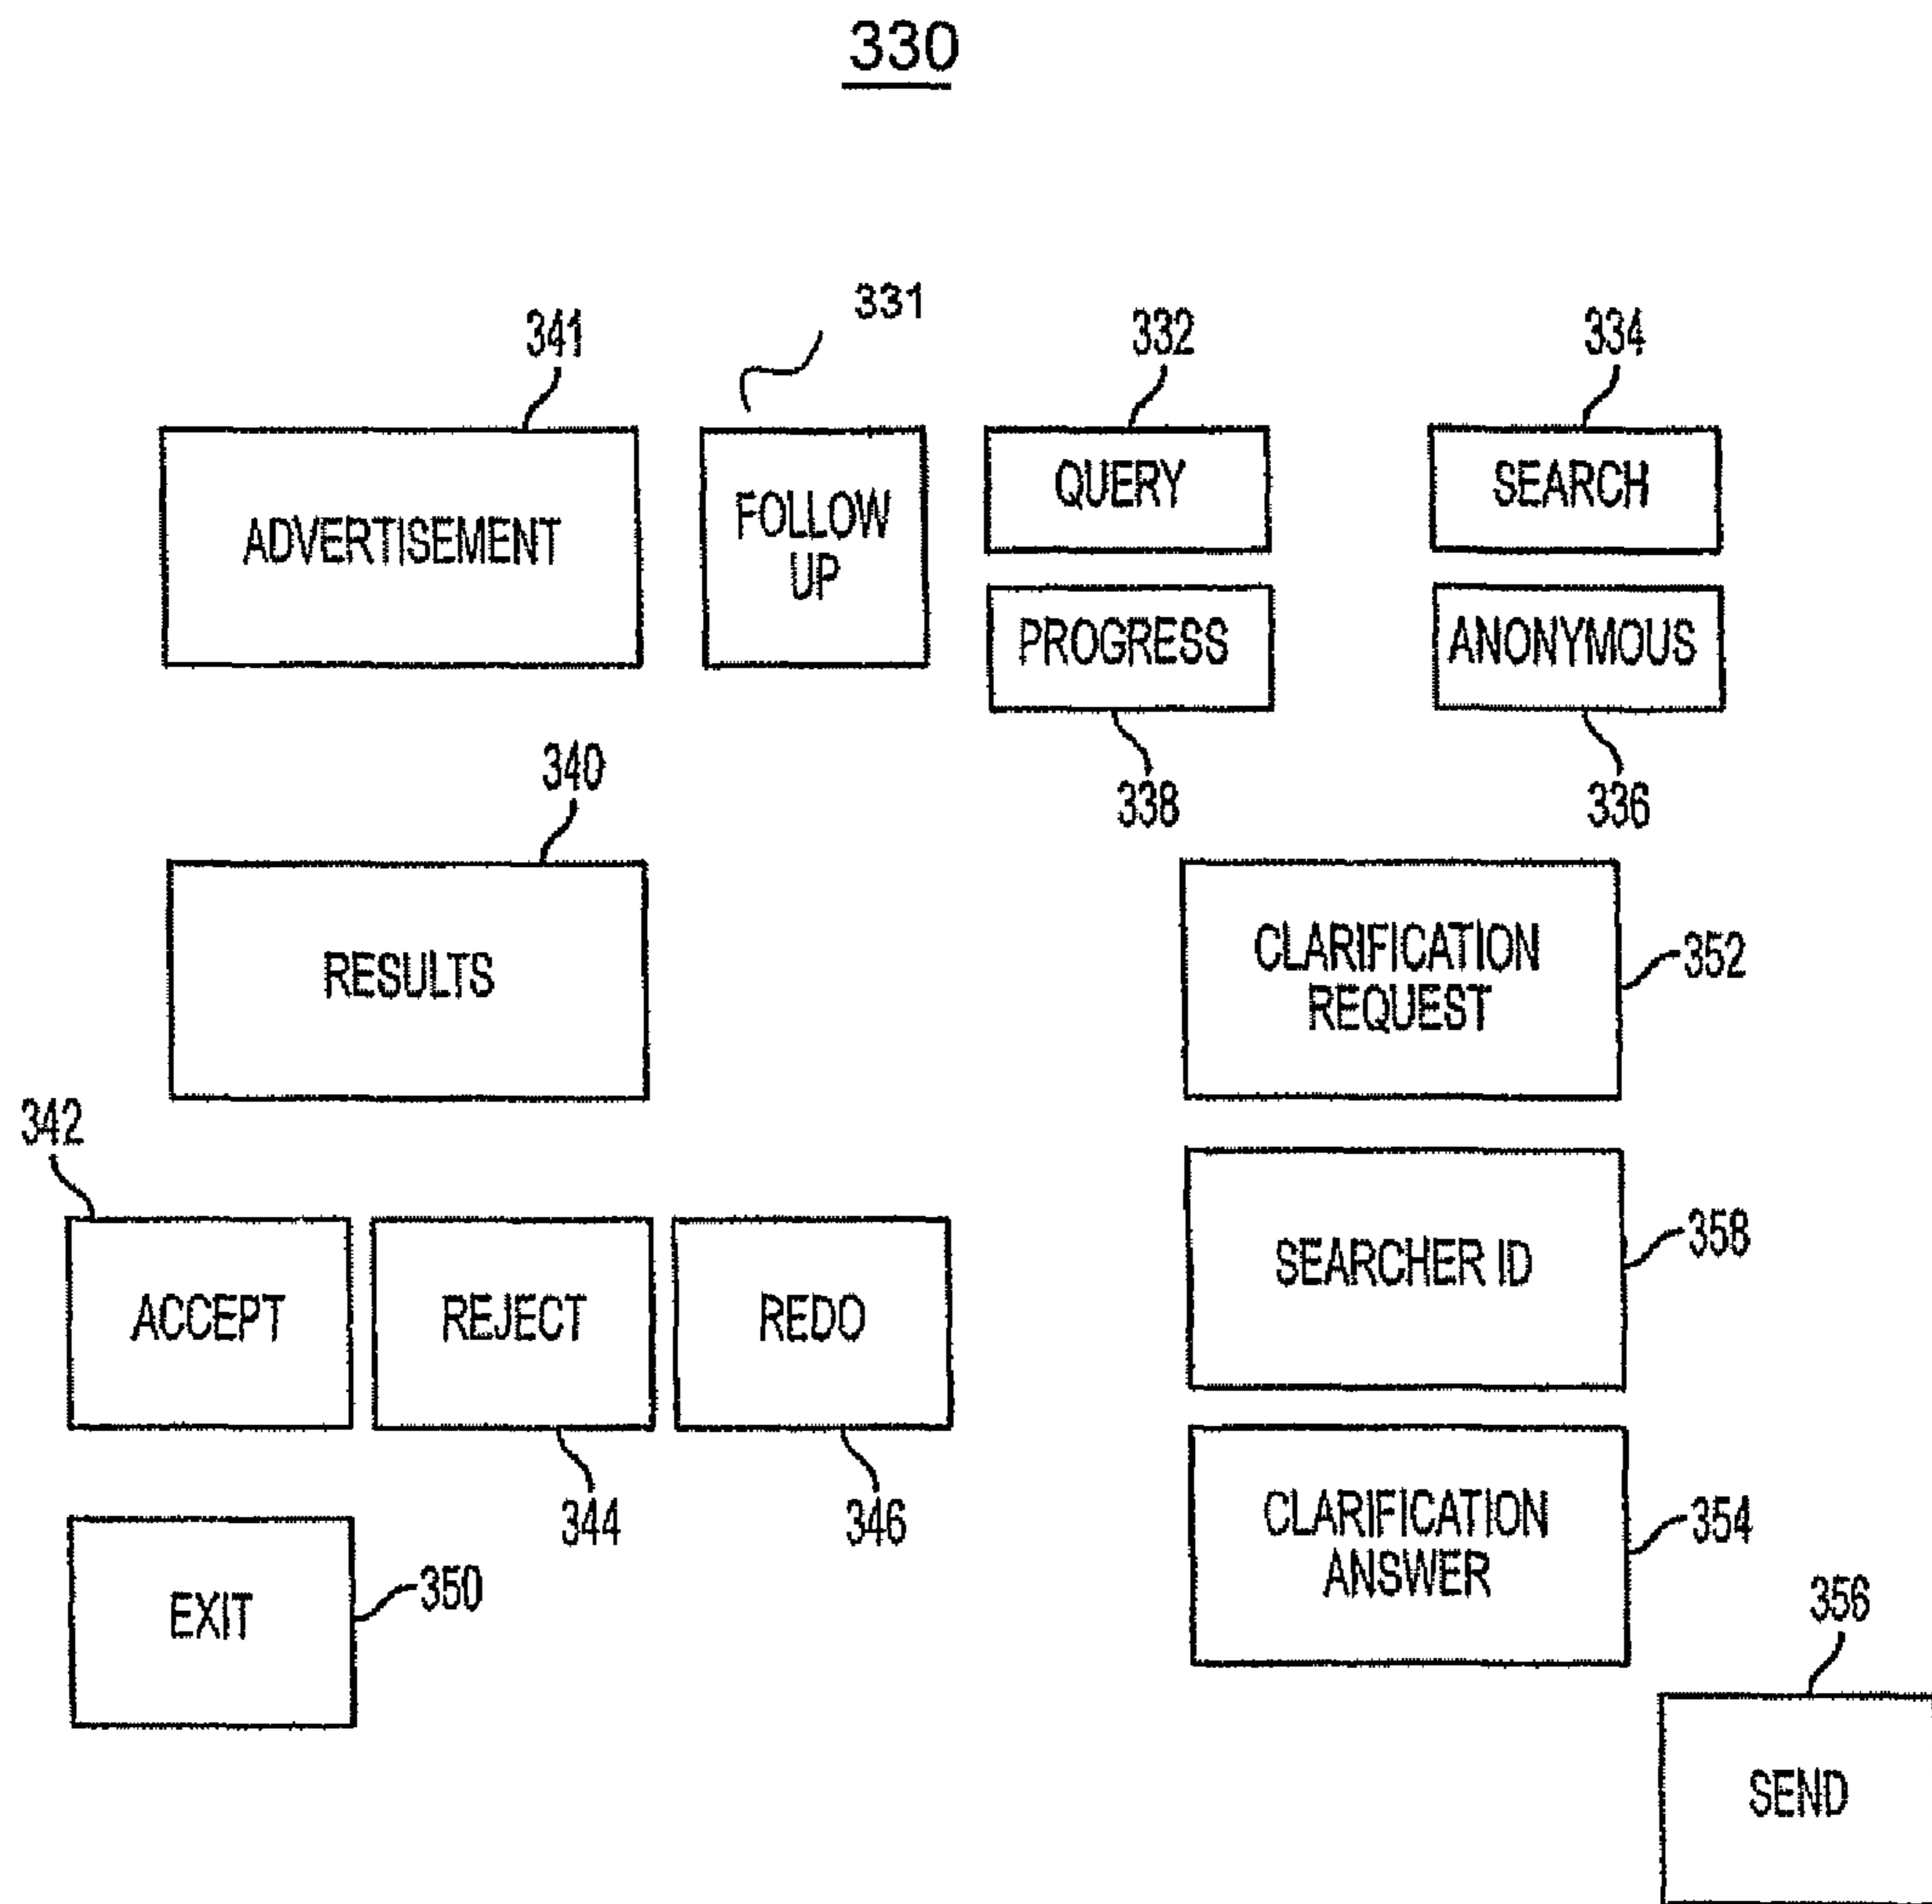 330
341
331
332
334
ADVERTISEMENT
FOLLOW
UP
QUERY
SEARCH
PROGRESS
ANONYMOUS
338
336
340
RESULTS
CLARIFICATION
REQUEST
352
342
ACCEPT
REJECT
REDO
344
346
SEARCHER ID
358
EXIT
350
CLARIFICATION
ANSWER
354
356
SEND